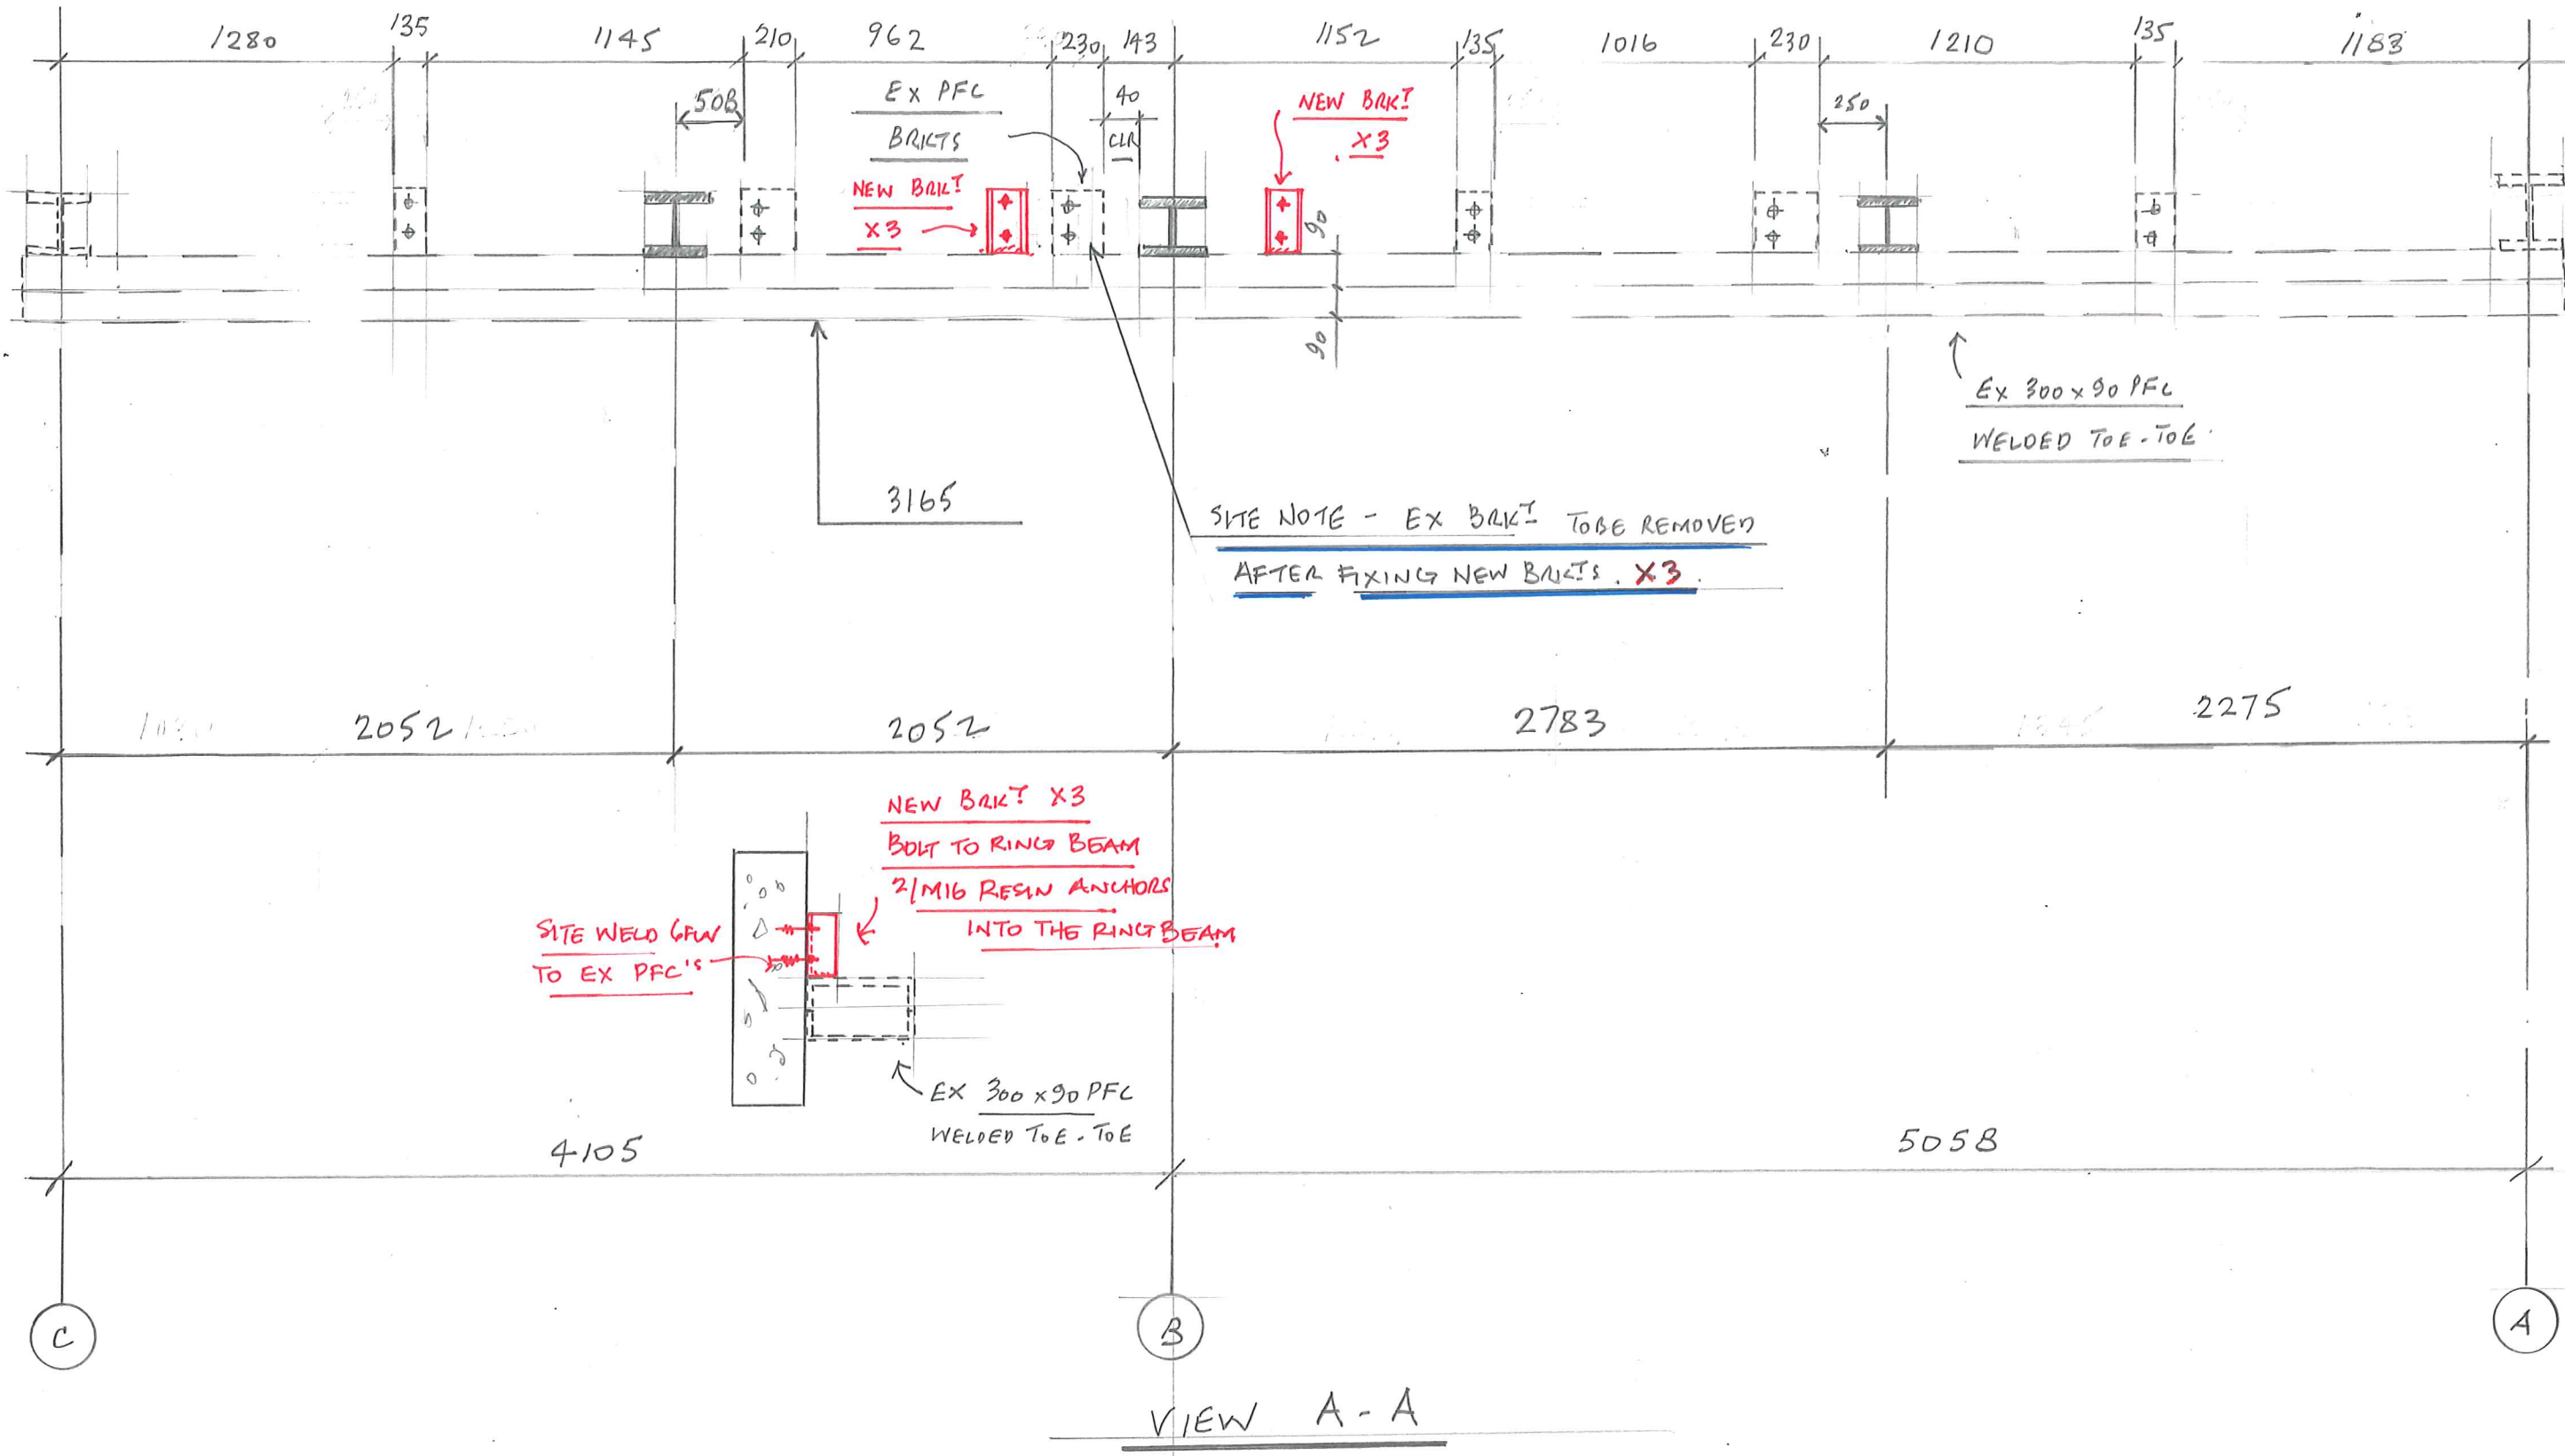 1280
135
1145
210
962
230
143
1152
135
1016
230
1210
135
1183
508
EX PFC
BRKTS
40
CLR
NEW BRKT
X3
NEW BRKT
X3
250
90
90
3165
EX 300 x 90 PFC
WELDED TOE - TOE
SITE NOTE - EX BRKT TO BE REMOVED
AFTER FIXING NEW BRKTS. X3.
2052
2052
2783
2275
NEW BRKT X3
BOLT TO RING BEAM
2/M16 RESIN ANCHORS
INTO THE RING BEAM
SITE WELD 6FW
TO EX PFC'S
EX 300 x 90 PFC
WELDED TOE - TOE
4105
5058
C
B
A
VIEW A - A